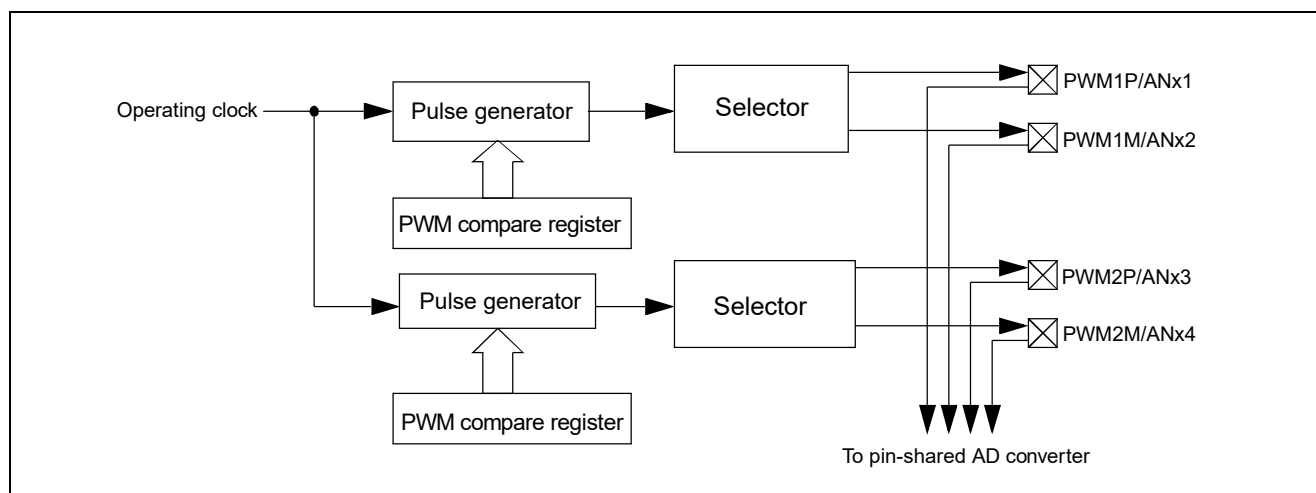 Operating clock
Pulse generator
Selector
PWM1P/ANx1
PWM1M/ANx2
PWM compare register
Pulse generator
Selector
PWM2P/ANx3
PWM2M/ANx4
PWM compare register
To pin-shared AD converter